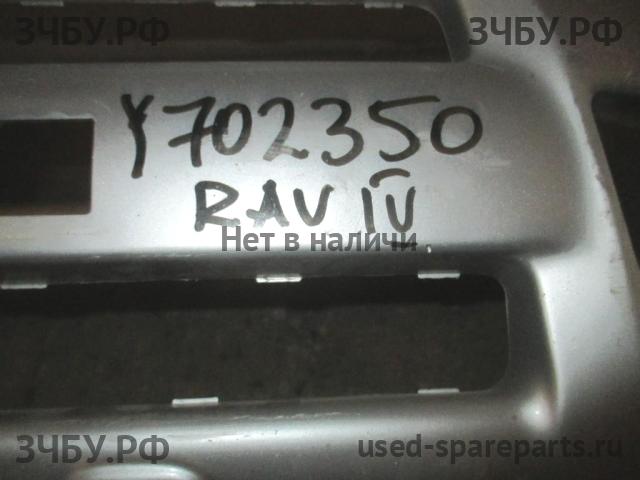 ЗЧБУ.РФ ЗЧБУ.РФ
Y702350
RAV IV
Нет в наличи
ЗЧБУ.РФ used-spareparts.ru